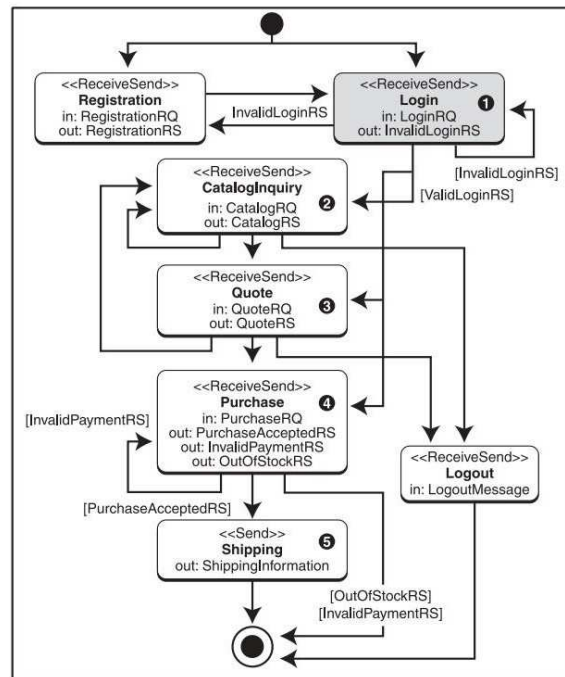 <<ReceiveSend>>
Registration
in: RegistrationRQ
out: RegistrationRS
InvalidLoginRS
<<ReceiveSend>>
Login
in: LoginRQ
out: InvalidLoginRS
1
[InvalidLoginRS]
[ValidLoginRS]
<<ReceiveSend>>
CatalogInquiry
in: CatalogRQ
out: CatalogRS
2
<<ReceiveSend>>
Quote
in: QuoteRQ
out: QuoteRS
3
<<ReceiveSend>>
Purchase
in: PurchaseRQ
out: PurchaseAcceptedRS
out: InvalidPaymentRS
out: OutOfStockRS
4
[InvalidPaymentRS]
<<ReceiveSend>>
Logout
in: LogoutMessage
[PurchaseAcceptedRS]
<<Send>>
Shipping
out: ShippingInformation
5
[OutOfStockRS]
[InvalidPaymentRS]